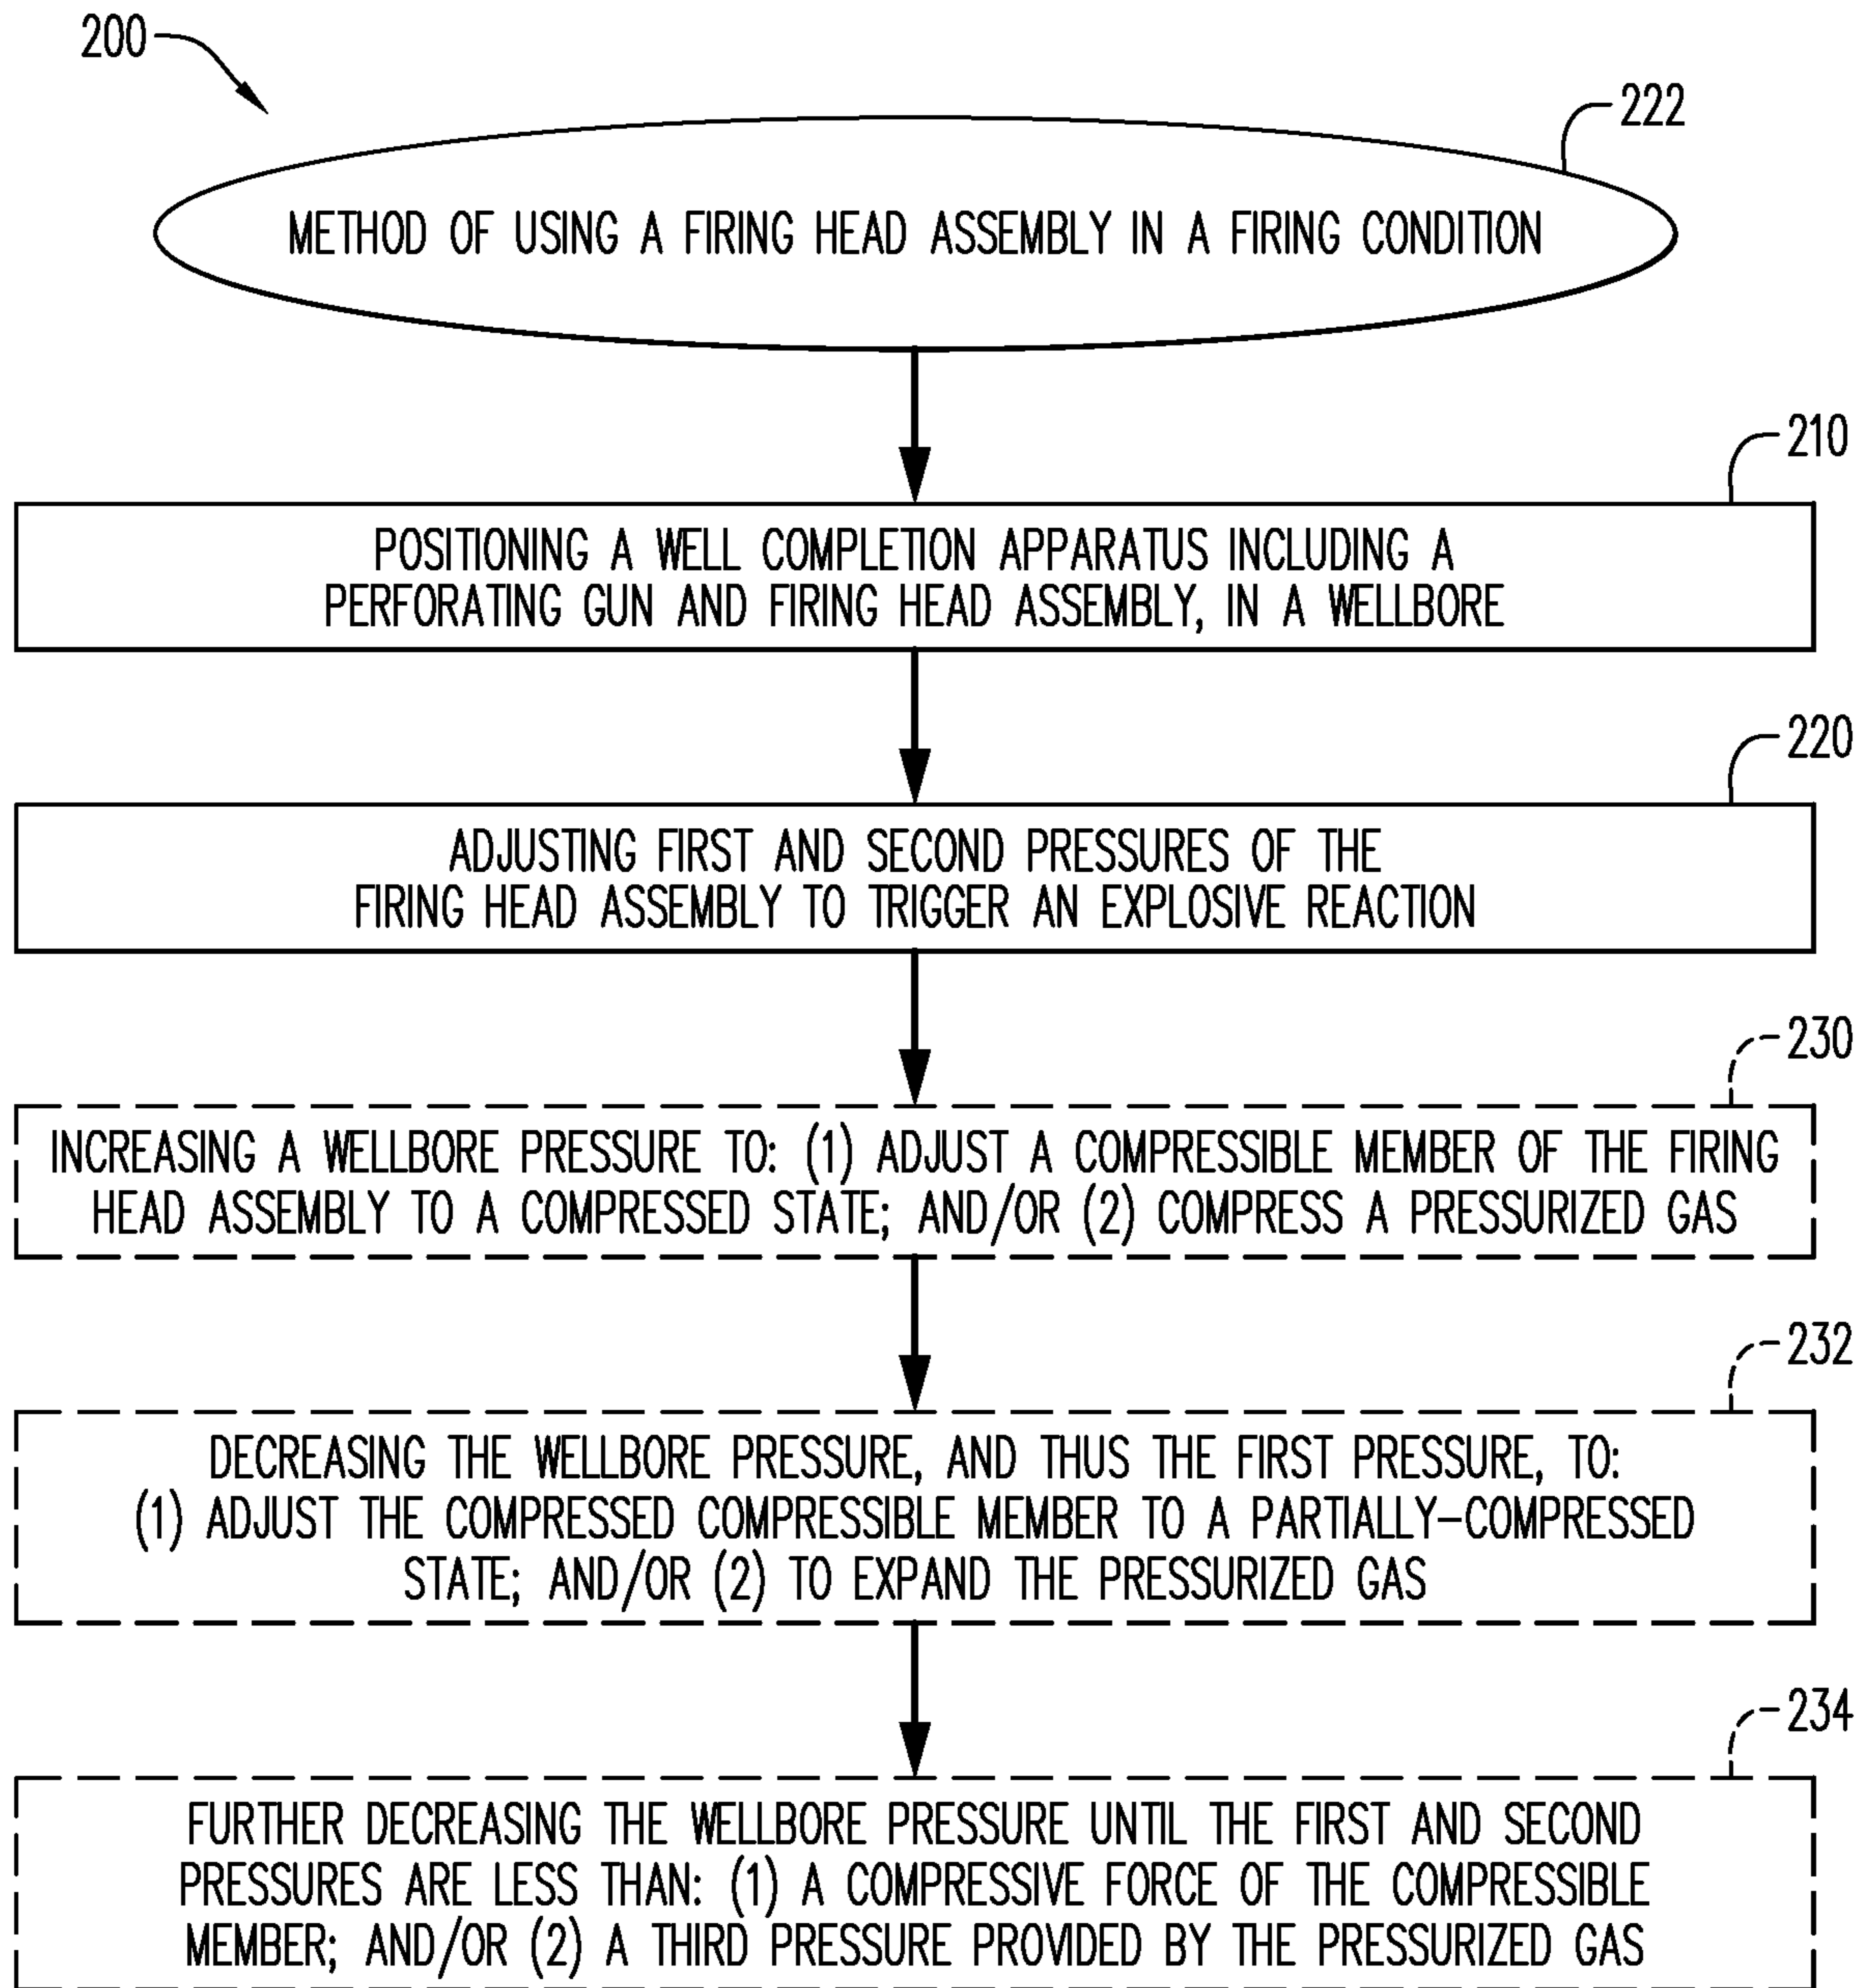 200
222
METHOD OF USING A FIRING HEAD ASSEMBLY IN A FIRING CONDITION
210
POSITIONING A WELL COMPLETION APPARATUS INCLUDING A
PERFORATING GUN AND FIRING HEAD ASSEMBLY, IN A WELLBORE
220
ADJUSTING FIRST AND SECOND PRESSURES OF THE
FIRING HEAD ASSEMBLY TO TRIGGER AN EXPLOSIVE REACTION
230
INCREASING A WELLBORE PRESSURE TO: (1) ADJUST A COMPRESSIBLE MEMBER OF THE FIRING
HEAD ASSEMBLY TO A COMPRESSED STATE; AND/OR (2) COMPRESS A PRESSURIZED GAS
232
DECREASING THE WELLBORE PRESSURE, AND THUS THE FIRST PRESSURE, TO:
(1) ADJUST THE COMPRESSED COMPRESSIBLE MEMBER TO A PARTIALLY-COMPRESSED
STATE; AND/OR (2) TO EXPAND THE PRESSURIZED GAS
234
FURTHER DECREASING THE WELLBORE PRESSURE UNTIL THE FIRST AND SECOND
PRESSURES ARE LESS THAN: (1) A COMPRESSIVE FORCE OF THE COMPRESSIBLE
MEMBER; AND/OR (2) A THIRD PRESSURE PROVIDED BY THE PRESSURIZED GAS